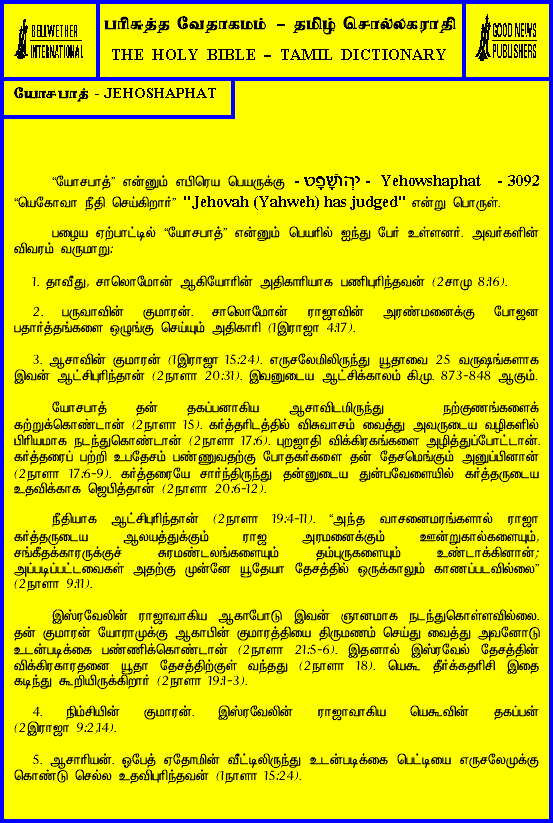 BELLWETHER
INTERNATIONAL
பரிசுத்த வேதாகமம் – தமிழ் சொல்லகராதி
THE HOLY BIBLE – TAMIL DICTIONARY
GOOD NEWS
PUBLISHERS
யோசபாத் - JEHOSHAPHAT
“யோசபாத்” என்னும் எபிரெய பெயருக்கு - יְהוֹשָׁפָט - Yehowshaphat - 3092
“யெகோவா நீதி செய்கிறார்” "Jehovah (Yahweh) has judged" என்று பொருள்.
பழைய ஏற்பாட்டில் “யோசபாத்” என்னும் பெயரில் ஐந்து பேர் உள்ளனர். அவர்களின்
விவரம் வருமாறு:
1. தாவீது, சாலொமோன் ஆகியோரின் அதிகாரியாக பணிபுரிந்தவன் (2சாமு 8:16).
2. பருவாவின் குமாரன். சாலொமோன் ராஜாவின் அரண்மனைக்கு போஜன
பதார்த்தங்களை ஒழுங்கு செய்யும் அதிகாரி (1இராஜா 4:17).
3. ஆசாவின் குமாரன் (1இராஜா 15:24). எருசலேமிலிருந்து யூதாவை 25 வருஷங்களாக
இவன் ஆட்சிபுரிந்தான் (2நாளா 20:31). இவனுடைய ஆட்சிக்காலம் கி.மு. 873-848 ஆகும்.
யோசபாத் தன் தகப்பனாகிய ஆசாவிடமிருந்து நற்குணங்களைக்
கற்றுக்கொண்டான் (2நாளா 15). கர்த்தரிடத்தில் விசுவாசம் வைத்து அவருடைய வழிகளில்
பிரியமாக நடந்துகொண்டான் (2நாளா 17:6). புறஜாதி விக்கிரகங்களை அழித்துப்போட்டான்.
கர்த்தரைப் பற்றி உபதேசம் பண்ணுவதற்கு போதகர்களை தன் தேசமெங்கும் அனுப்பினான்
(2நாளா 17:6-9). கர்த்தரையே சார்ந்திருந்து தன்னுடைய துன்பவேளையில் கர்த்தருடைய
உதவிக்காக ஜெபித்தான் (2நாளா 20:6-12).
நீதியாக ஆட்சிபுரிந்தான் (2நாளா 19:4-11). “அந்த வாசனைமரங்களால் ராஜா
கர்த்தருடைய ஆலயத்துக்கும் ராஜ அரமனைக்கும் ஊன்றுகால்களையும்,
சங்கீதக்காரருக்குச் சுரமண்டலங்களையும் தம்புருகளையும் உண்டாக்கினான்;
அப்படிப்பட்டவைகள் அதற்கு முன்னே யூதேயா தேசத்தில் ஒருக்காலும் காணப்படவில்லை”
(2நாளா 9:11).
இஸ்ரவேலின் ராஜாவாகிய ஆகாபோடு இவன் ஞானமாக நடந்துகொள்ளவில்லை.
தன் குமாரன் யோராமுக்கு ஆகாபின் குமாரத்தியை திருமணம் செய்து வைத்து அவனோடு
உடன்படிக்கை பண்ணிக்கொண்டான் (2நாளா 21:5-6). இதனால் இஸ்ரவேல் தேசத்தின்
விக்கிரகாரதனை யூதா தேசத்திற்குள் வந்தது (2நாளா 18). யெகூ தீர்க்கதரிசி இதை
கடிந்து கூறியிருக்கிறார் (2நாளா 19:1-3).
4. நிம்சியின் குமாரன். இஸ்ரவேலின் ராஜாவாகிய யெகூவின் தகப்பன்
(2இராஜா 9:2,14).
5. ஆசாரியன். ஒபேத் ஏதோமின் வீட்டிலிருந்து உடன்படிக்கை பெட்டியை எருசலேமுக்கு
கொண்டு செல்ல உதவிபுரிந்தவன் (1நாளா 15:24).